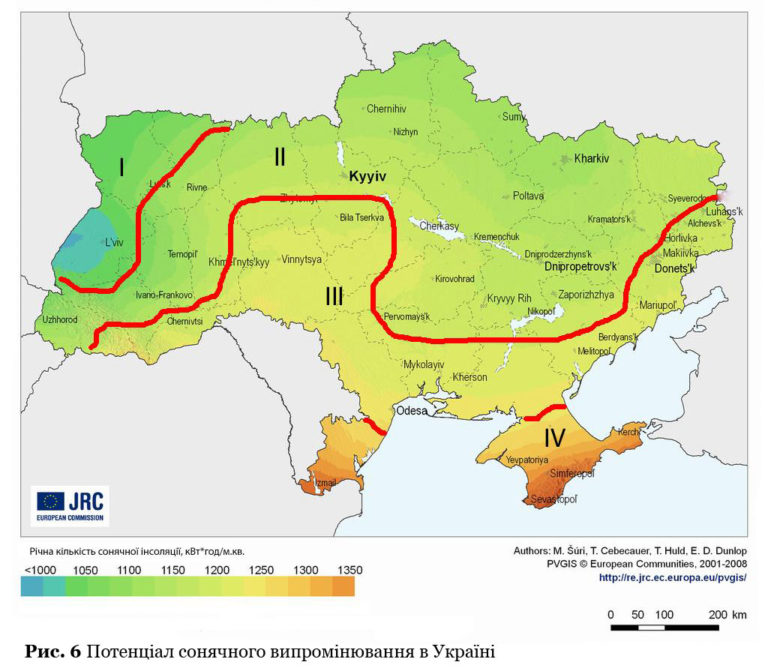 Chernihiv
Sumy
Nizhyn
I
II
Luts'k
Rivne
Kyyiv
Kharkiv
Zhytomyr
Bila Tserkva
Poltava
Luhans'k
Cherkasy
Kremenchuk
Kramators'k
Alchevs'k
L'viv
Ternopil'
Khmel'nyts'kyy
Vinnytsya
Horlivka
Makiivka
Dniprodzerzhyns'k
Dnipropetrovs'k
Donets'k
Kirovohrad
III
Ivano-Frankovo
Kryvyy Rih
Zaporizhzhya
Nikopol'
Mariupol'
Uzhhorod
Chernivtsi
Pervomays'k
Berdyans'k
Melitopol'
Mykolayiv
Kherson
Odesa
IV
Kerch
Yevpatoriya
Simferopol'
Izmail
Sevastopol'
JRC
EUROPEAN COMMISSION
Річна кількість сонячної інсоляції, кВт*год/м.кв.
<1000 1050 1100 1150 1200 1250 1300 1350
Authors: M. Šúri, T. Cebecauer, T. Huld, E. D. Dunlop
PVGIS © European Communities, 2001-2008
http://re.jrc.ec.europa.eu/pvgis/
0 50 100 200 km
Рис. 6 Потенціал сонячного випромінювання в Україні